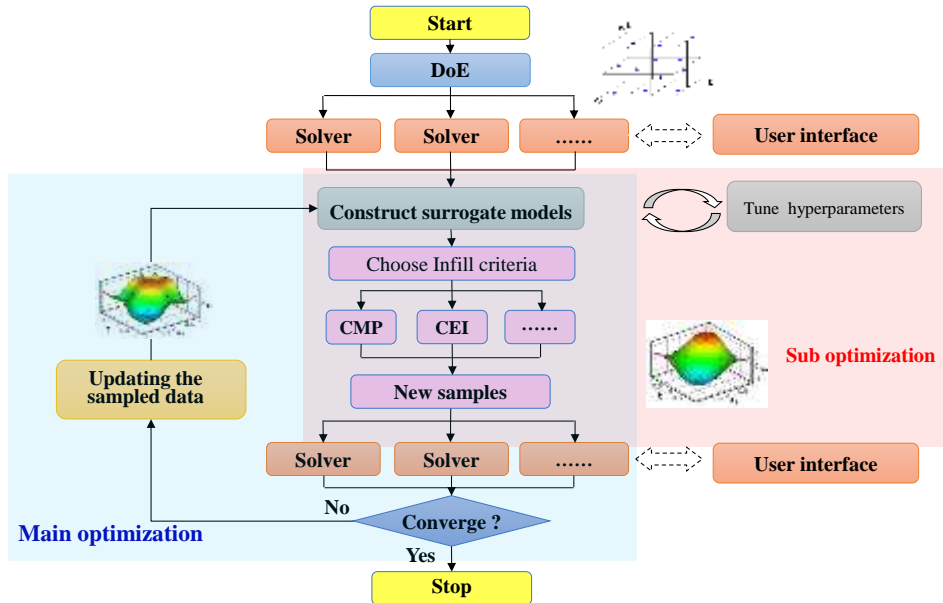 Start
DoE
Solver
Solver
......
User interface
Construct surrogate models
Tune hyperparameters
Choose Infill criteria
CMP
CEI
......
Sub optimization
Updating the
sampled data
New samples
Solver
Solver
......
User interface
No
Converge ?
Main optimization
Yes
Stop